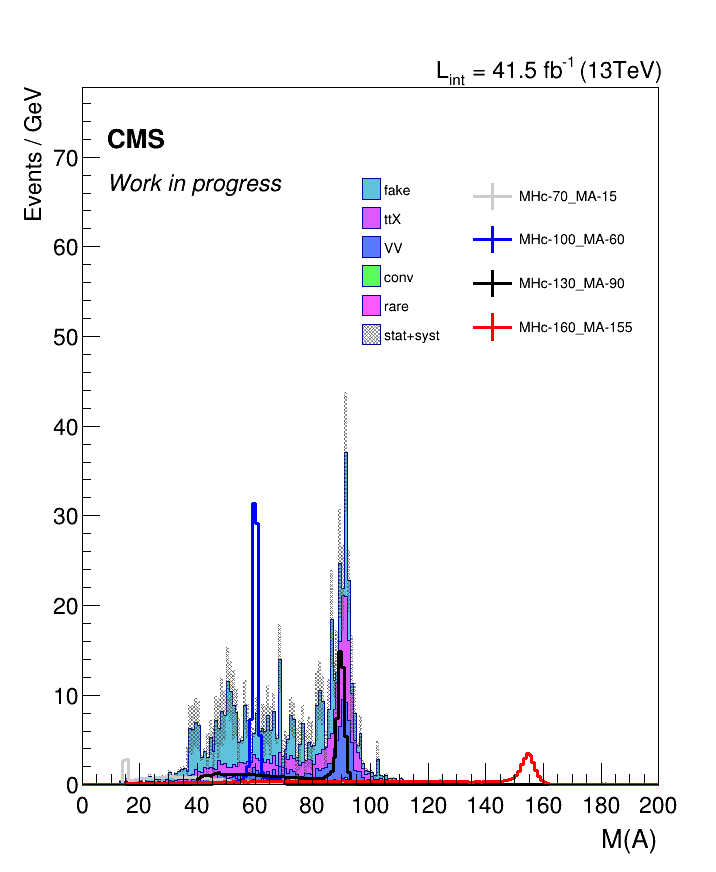 L_int = 41.5 fb^-1 (13TeV)
Events / GeV
CMS
Work in progress
fake
ttX
VV
conv
rare
stat+syst
MHc-70_MA-15
MHc-100_MA-60
MHc-130_MA-90
MHc-160_MA-155
70
60
50
40
30
20
10
0
0 20 40 60 80 100 120 140 160 180 200
M(A)